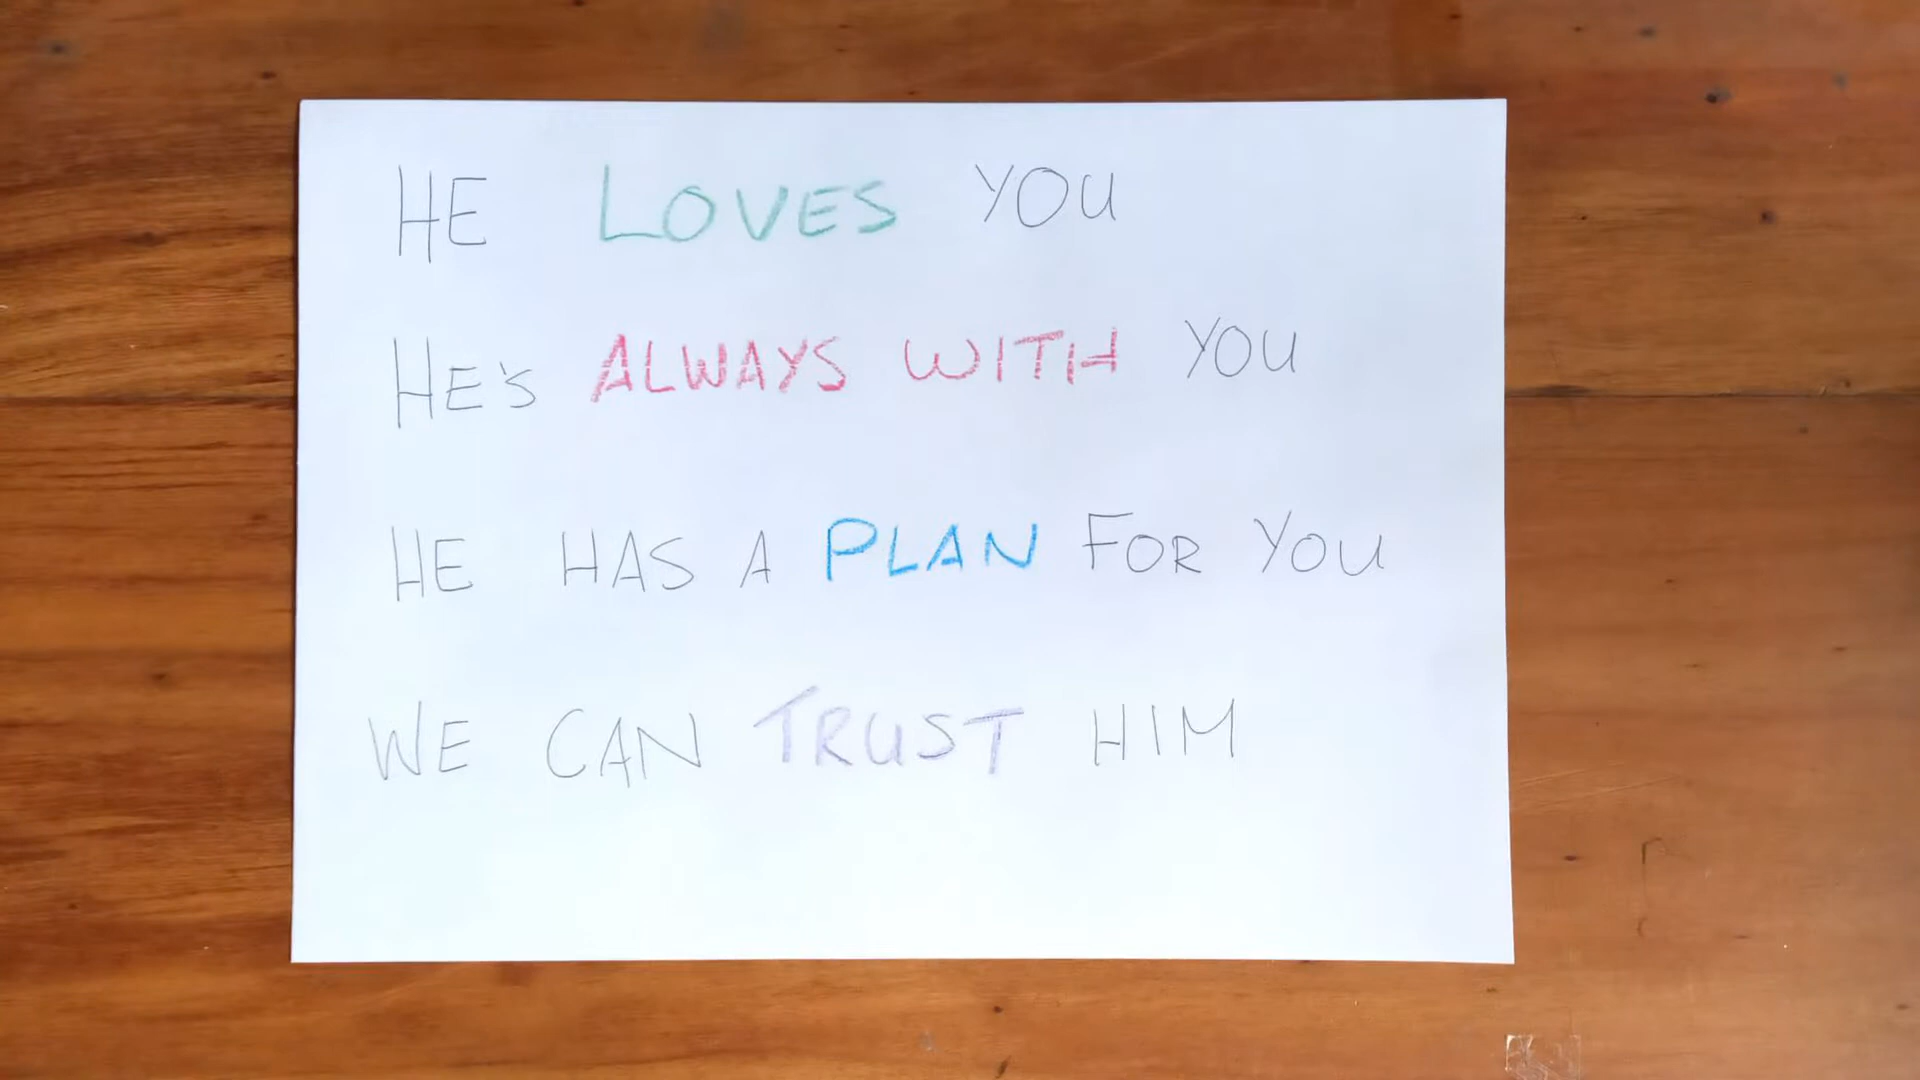 HE LOVES YOU
HE'S ALWAYS WITH YOU
HE HAS A PLAN FOR YOU
WE CAN TRUST HIM